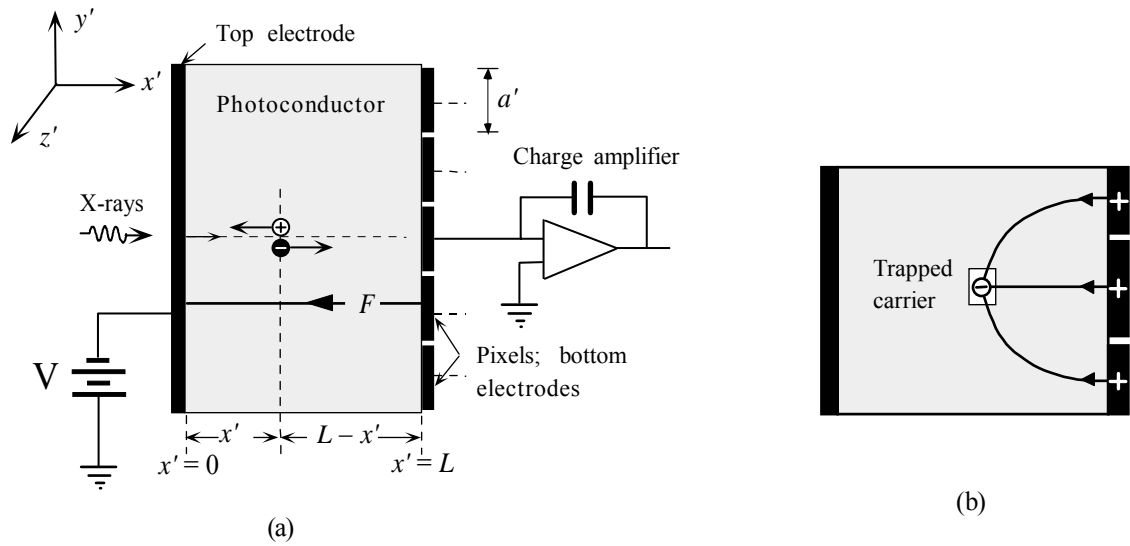 y′
x′
z′
Top electrode
Photoconductor
a′
Charge amplifier
X-rays
+
−
F
V
Pixels; bottom
electrodes
x′
L − x′
x′ = 0
x′ = L
(a)
Trapped
carrier
−
+
+
+
(b)